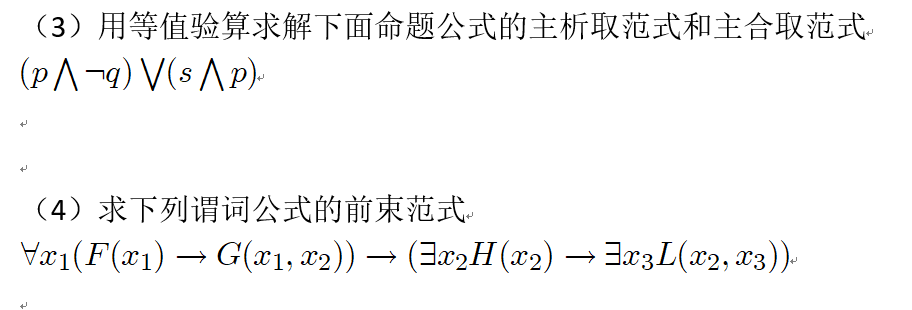 （3）用等值验算求解下面命题公式的主析取范式和主合取范式
(p⋀¬q)⋁(s⋀p)
（4）求下列谓词公式的前束范式
∀x₁(F(x₁) → G(x₁, x₂)) → (∃x₂H(x₂) → ∃x₃L(x₂, x₃))